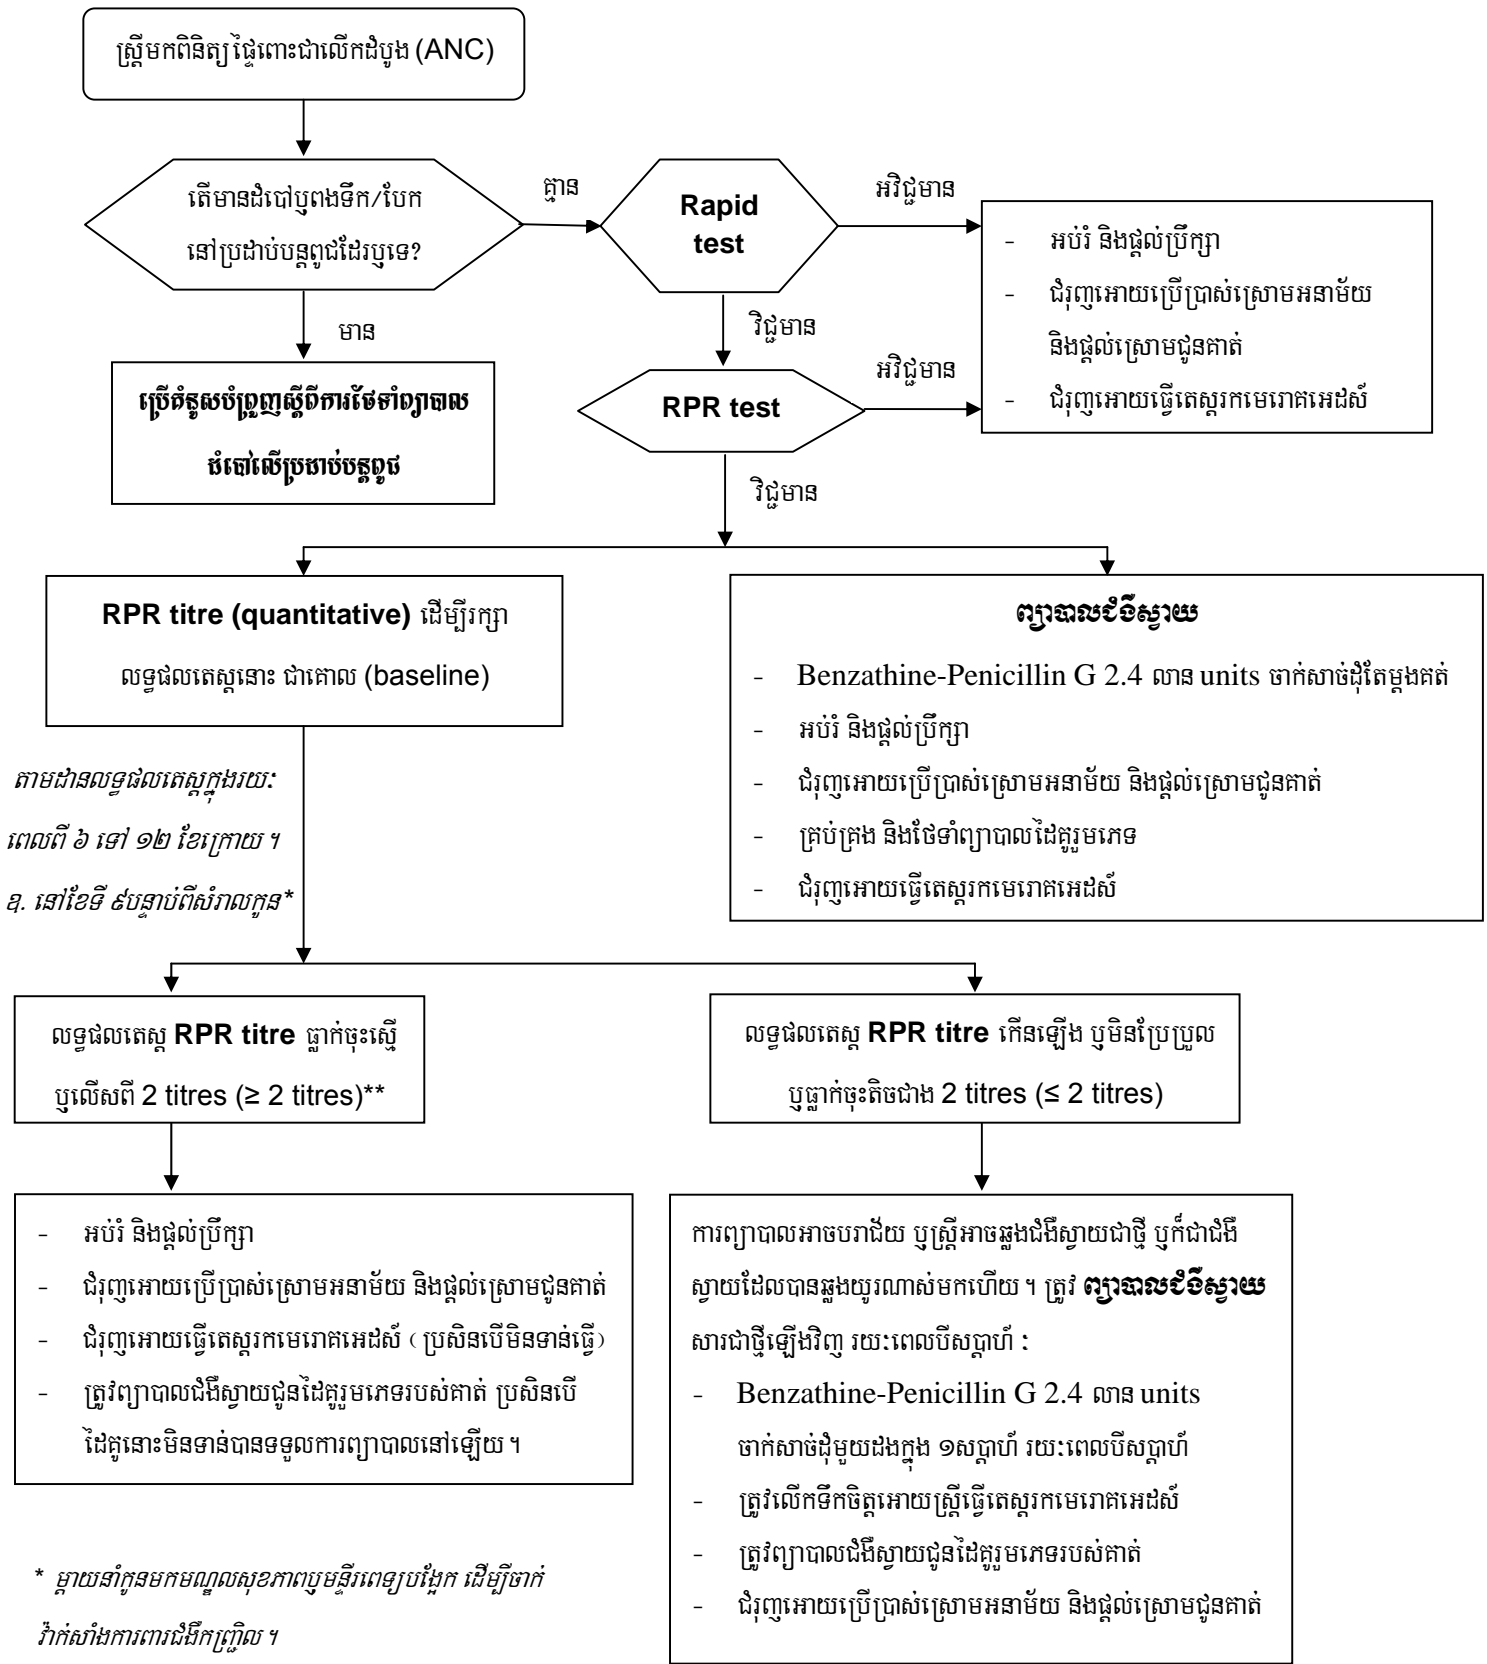 ស្ត្រីមកពិនិត្យផ្ទៃពោះជាលើកដំបូង (ANC)
តើមានដំបៅឬពងទឹក/បែក
នៅប្រដាប់បន្តពូជដែរឬទេ?
គ្មាន
Rapid
test
អវិជ្ជមាន
- អប់រំ និងផ្តល់ប្រឹក្សា
- ជំរុញអោយប្រើប្រាស់ស្រោមអនាម័យ
និងផ្តល់ស្រោមជូនគាត់
- ជំរុញអោយធ្វើតេស្តរកមេរោគអេដស៍
មាន
វិជ្ជមាន
ប្រើគំនូសបំព្រួញស្តីពីការថែទាំព្យាបាល
ដំបៅលើប្រដាប់បន្តពូជ
RPR test
អវិជ្ជមាន
វិជ្ជមាន
RPR titre (quantitative) ដើម្បីរក្សា
លទ្ធផលតេស្តនោះ ជាគោល (baseline)
ព្យាបាលជំងឺស្វាយ
- Benzathine-Penicillin G 2.4 លាន units ចាក់សាច់ដុំតែម្តងគត់
- អប់រំ និងផ្តល់ប្រឹក្សា
- ជំរុញអោយប្រើប្រាស់ស្រោមអនាម័យ និងផ្តល់ស្រោមជូនគាត់
- គ្រប់គ្រង និងថែទាំព្យាបាលដៃគូរួមភេទ
- ជំរុញអោយធ្វើតេស្តរកមេរោគអេដស៍
តាមដានលទ្ធផលតេស្តក្នុងរយៈ
ពេលពី ៦ ទៅ ១២ ខែក្រោយ ។
ឧ. នៅខែទី ៩បន្ទាប់ពីសំរាលកូន*
លទ្ធផលតេស្ត RPR titre ធ្លាក់ចុះស្មើ
ឬលើសពី 2 titres (≥ 2 titres)**
លទ្ធផលតេស្ត RPR titre កើនឡើង ឬមិនប្រែប្រួល
ឬធ្លាក់ចុះតិចជាង 2 titres (≤ 2 titres)
- អប់រំ និងផ្តល់ប្រឹក្សា
- ជំរុញអោយប្រើប្រាស់ស្រោមអនាម័យ និងផ្តល់ស្រោមជូនគាត់
- ជំរុញអោយធ្វើតេស្តរកមេរោគអេដស៍ (ប្រសិនបើមិនទាន់ធ្វើ)
- ត្រូវព្យាបាលជំងឺស្វាយជូនដៃគូរួមភេទរបស់គាត់ ប្រសិនបើ
ដៃគូនោះមិនទាន់បានទទួលការព្យាបាលនៅឡើយ។
ការព្យាបាលអាចបរាជ័យ ឬស្ត្រីអាចឆ្លងជំងឺស្វាយជាថ្មី ឬក៏ជាជំងឺ
ស្វាយដែលបានឆ្លងយូរណាស់មកហើយ។ ត្រូវ ព្យាបាលជំងឺស្វាយ
សារជាថ្មីឡើងវិញ រយៈពេលបីសប្តាហ៍ ៖
- Benzathine-Penicillin G 2.4 លាន units
ចាក់សាច់ដុំមួយដងក្នុង ១សប្តាហ៍ រយៈពេលបីសប្តាហ៍
- ត្រូវលើកទឹកចិត្តអោយស្ត្រីធ្វើតេស្តរកមេរោគអេដស៍
- ត្រូវព្យាបាលជំងឺស្វាយជូនដៃគូរួមភេទរបស់គាត់
- ជំរុញអោយប្រើប្រាស់ស្រោមអនាម័យ និងផ្តល់ស្រោមជូនគាត់
* ម្តាយនាំកូនមកមណ្ឌលសុខភាពឬមន្ទីរពេទ្យបង្អែក ដើម្បីចាក់
វ៉ាក់សាំងការពារជំងឺកញ្ជ្រិល ។